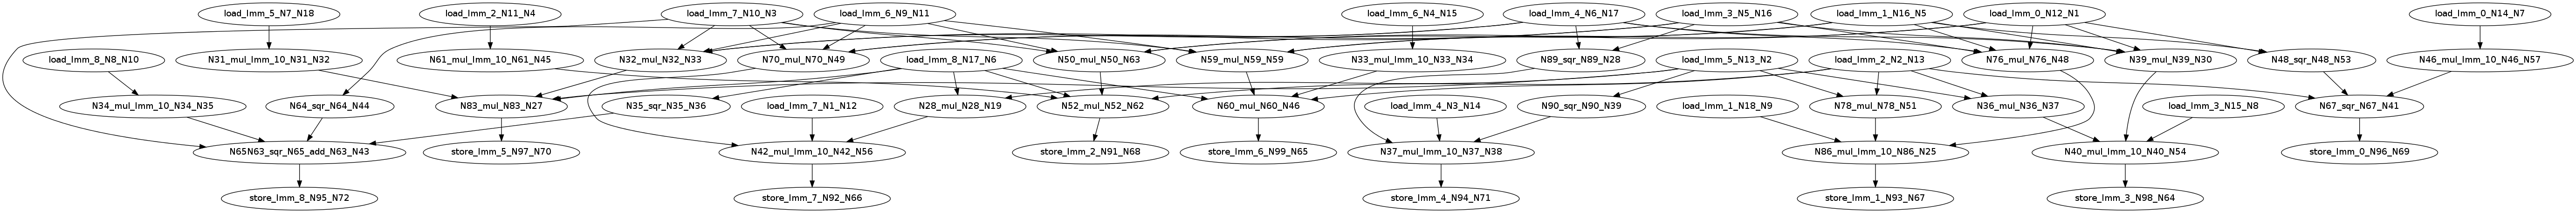 load_Imm_5_N7_N18
load_Imm_2_N11_N4
load_Imm_7_N10_N3
load_Imm_6_N9_N11
load_Imm_6_N4_N15
load_Imm_4_N6_N17
load_Imm_3_N5_N16
load_Imm_1_N16_N5
load_Imm_0_N12_N1
load_Imm_0_N14_N7
load_Imm_8_N8_N10
N31_mul_Imm_10_N31_N32
N61_mul_Imm_10_N61_N45
N32_mul_N32_N33
N70_mul_N70_N49
load_Imm_8_N17_N6
N50_mul_N50_N63
N59_mul_N59_N59
N33_mul_Imm_10_N33_N34
N89_sqr_N89_N28
load_Imm_5_N13_N2
load_Imm_2_N2_N13
N76_mul_N76_N48
N39_mul_N39_N30
N48_sqr_N48_N53
N46_mul_Imm_10_N46_N57
N34_mul_Imm_10_N34_N35
N64_sqr_N64_N44
N83_mul_N83_N27
N35_sqr_N35_N36
load_Imm_7_N1_N12
N28_mul_N28_N19
N52_mul_N52_N62
N60_mul_N60_N46
load_Imm_4_N3_N14
N90_sqr_N90_N39
load_Imm_1_N18_N9
N78_mul_N78_N51
N36_mul_N36_N37
load_Imm_3_N15_N8
N67_sqr_N67_N41
N65N63_sqr_N65_add_N63_N43
store_Imm_5_N97_N70
N42_mul_Imm_10_N42_N56
store_Imm_2_N91_N68
store_Imm_6_N99_N65
N37_mul_Imm_10_N37_N38
N86_mul_Imm_10_N86_N25
N40_mul_Imm_10_N40_N54
store_Imm_0_N96_N69
store_Imm_8_N95_N72
store_Imm_7_N92_N66
store_Imm_4_N94_N71
store_Imm_1_N93_N67
store_Imm_3_N98_N64